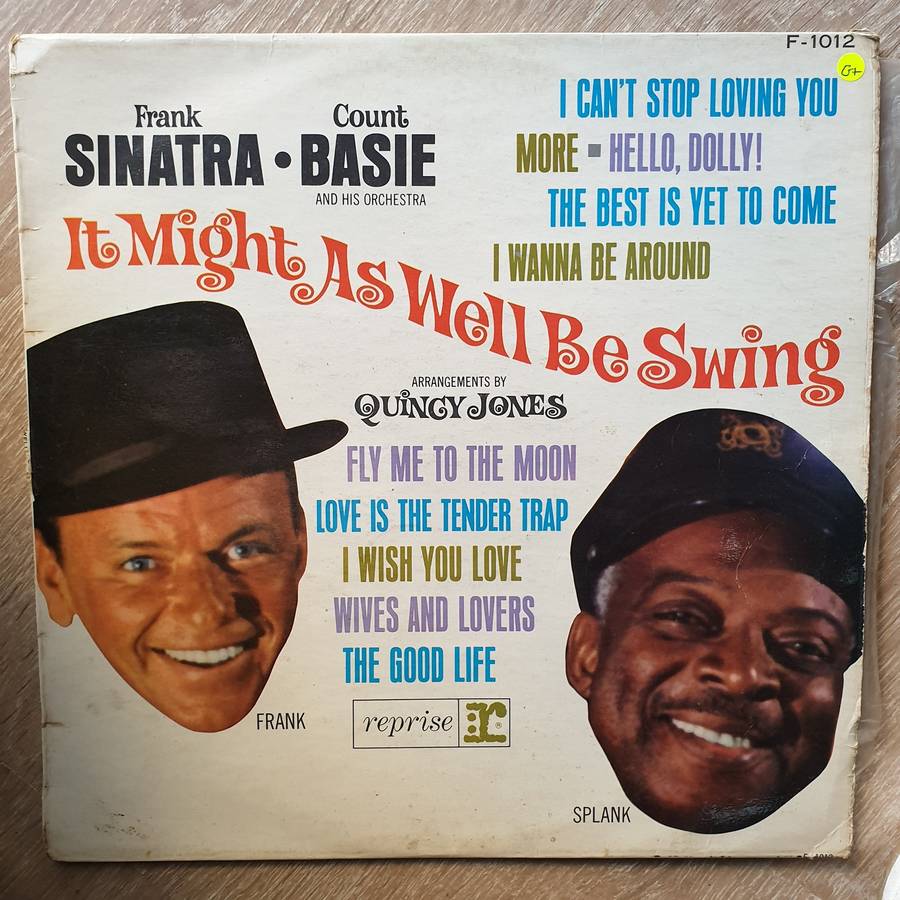 F-1012
G+
Frank Count
SINATRA • BASIE
AND HIS ORCHESTRA
I CAN'T STOP LOVING YOU
MORE ▪ HELLO, DOLLY!
THE BEST IS YET TO COME
I WANNA BE AROUND
It Might As Well Be Swing
ARRANGEMENTS BY
QUINCY JONES
FLY ME TO THE MOON
LOVE IS THE TENDER TRAP
I WISH YOU LOVE
WIVES AND LOVERS
THE GOOD LIFE
FRANK
reprise r ®
SPLANK